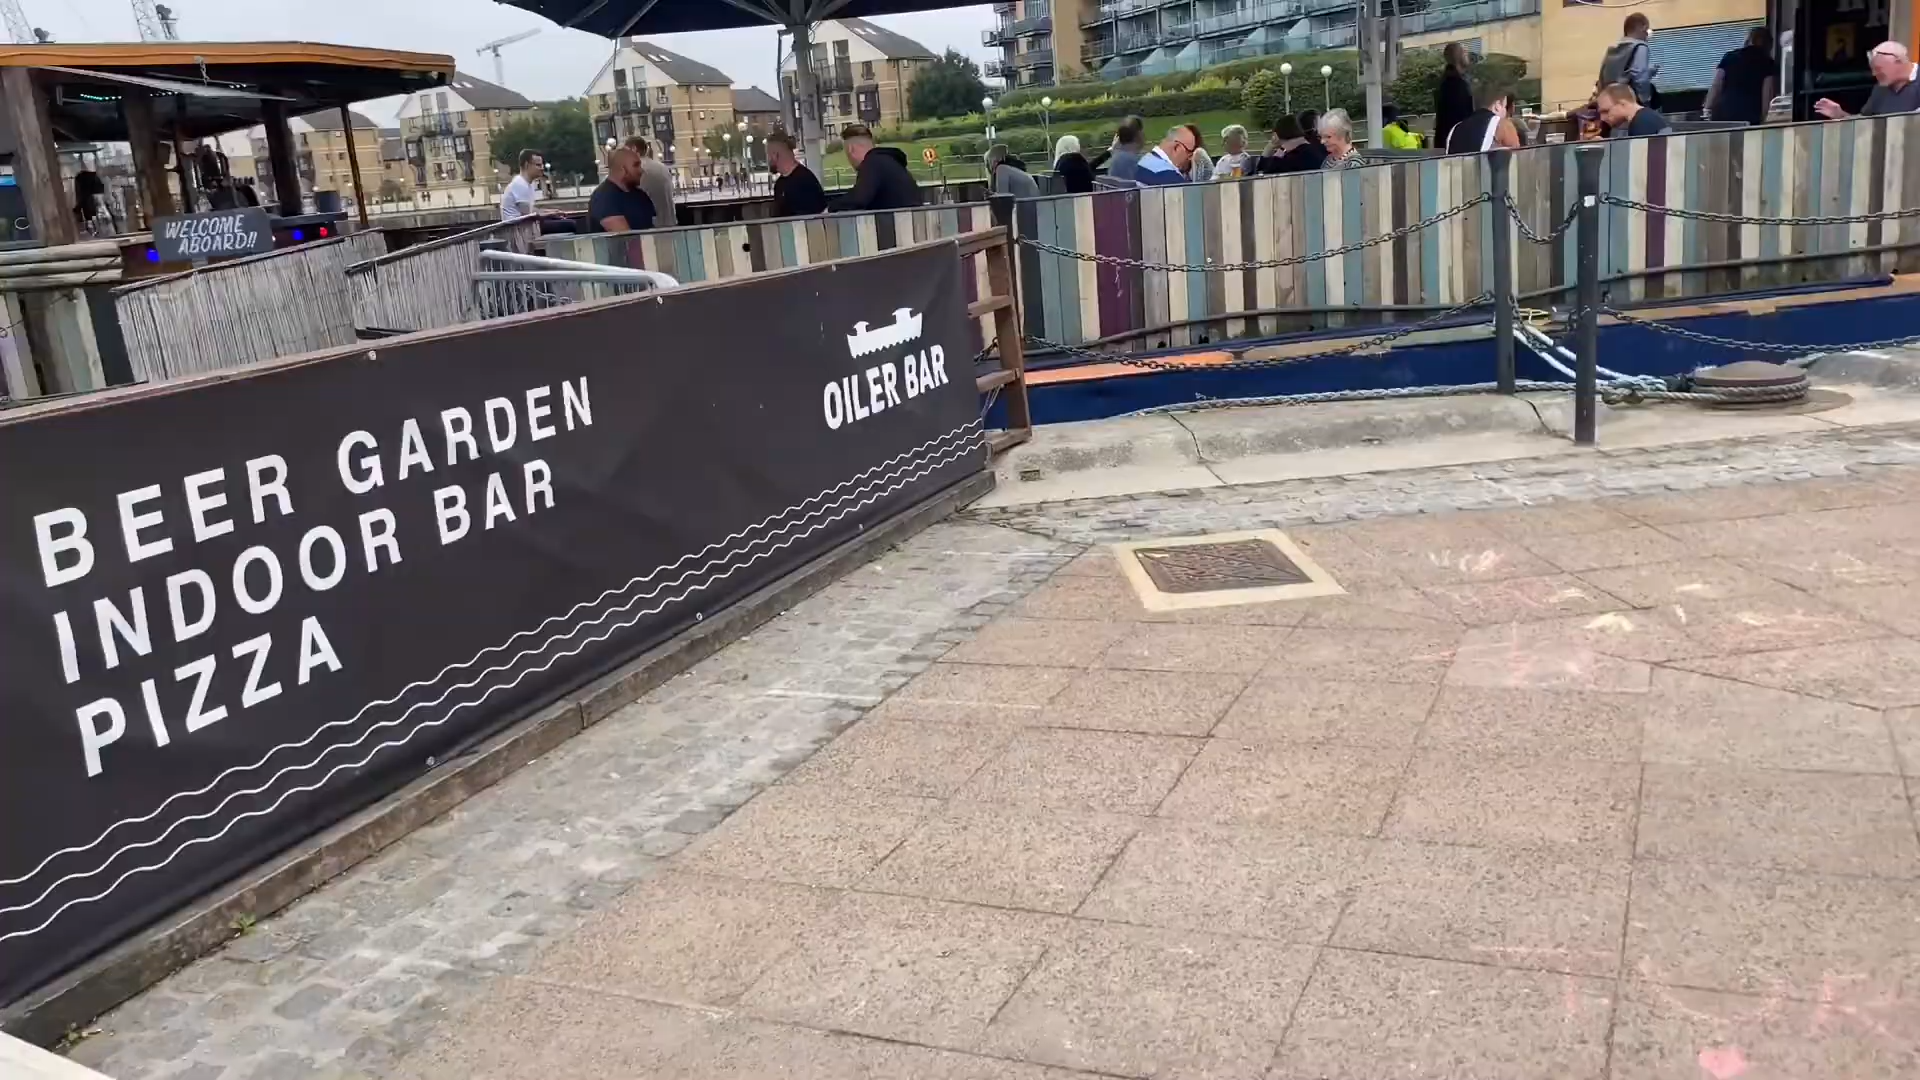 WELCOME
ABOARD!!
BEER GARDEN
INDOOR BAR
PIZZA
OILER BAR